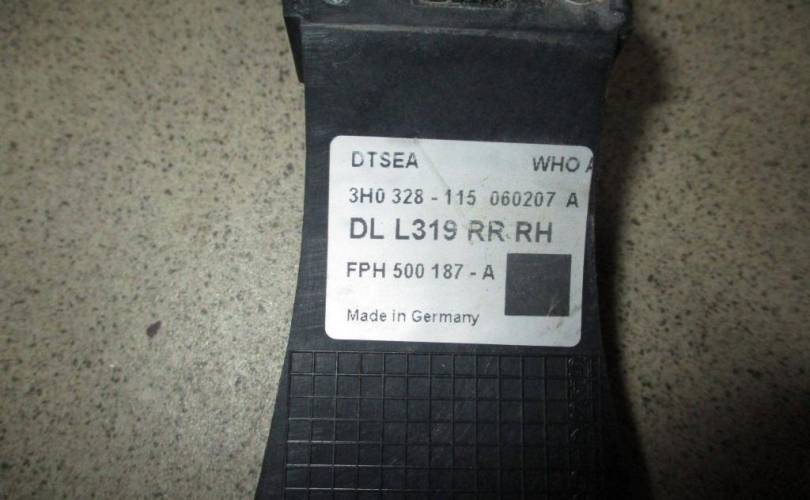 DTSEA WHO A
3H0 328 - 115 060207 A
DL L319 RR RH
FPH 500 187 - A
Made in Germany